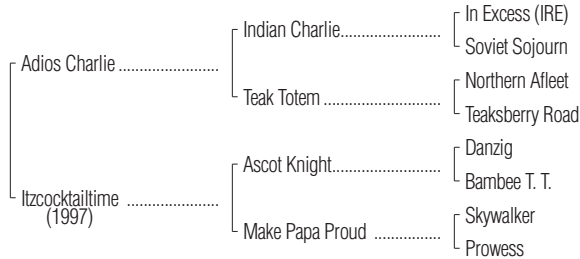 In Excess (IRE)
Indian Charlie
Soviet Sojourn
Adios Charlie
Northern Afleet
Teak Totem
Teaksberry Road
Danzig
Ascot Knight
Bambee T. T.
Itzcocktailtime
(1997)
Skywalker
Make Papa Proud
Prowess